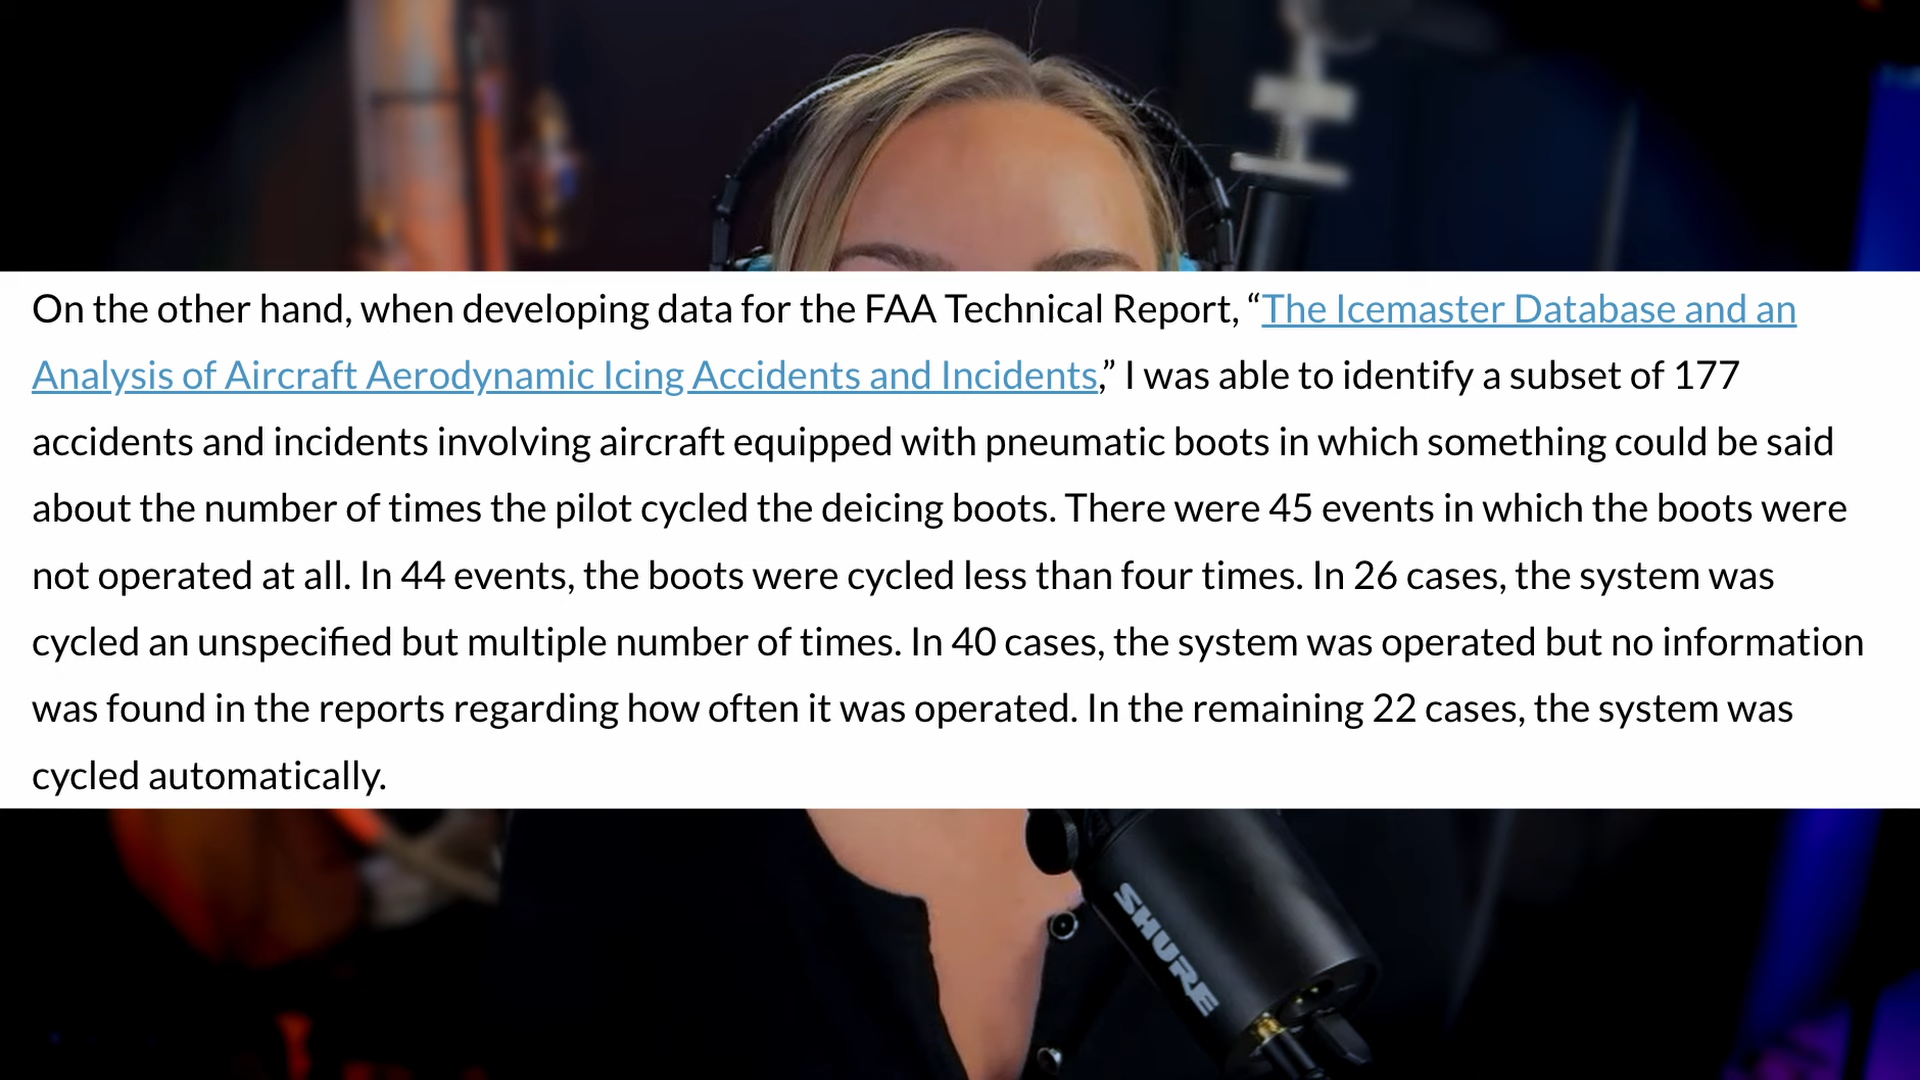 On the other hand, when developing data for the FAA Technical Report, “The Icemaster Database and an
Analysis of Aircraft Aerodynamic Icing Accidents and Incidents,” I was able to identify a subset of 177
accidents and incidents involving aircraft equipped with pneumatic boots in which something could be said
about the number of times the pilot cycled the deicing boots. There were 45 events in which the boots were
not operated at all. In 44 events, the boots were cycled less than four times. In 26 cases, the system was
cycled an unspecified but multiple number of times. In 40 cases, the system was operated but no information
was found in the reports regarding how often it was operated. In the remaining 22 cases, the system was
cycled automatically.
SHURE